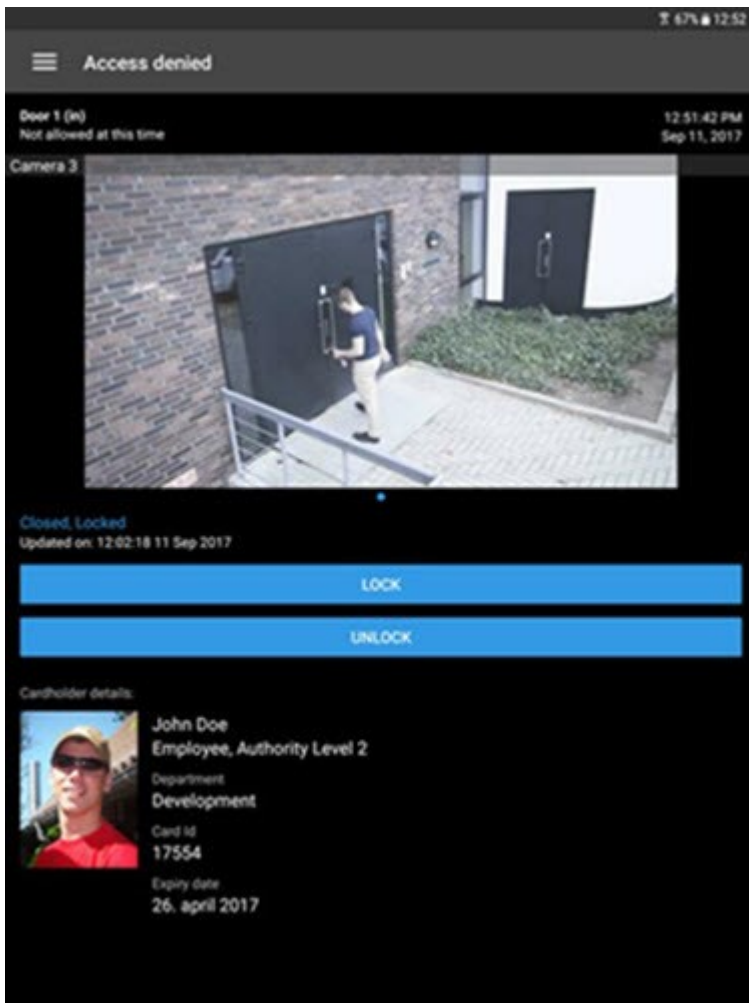 67% 12:52
Access denied
Door 1 (in)
Not allowed at this time
12:51:42 PM
Sep 11, 2017
Camera 3
Closed, Locked
Updated on: 12:02:18 11 Sep 2017
LOCK
UNLOCK
Cardholder details:
John Doe
Employee, Authority Level 2
Department
Development
Card Id
17554
Expiry date
26. april 2017